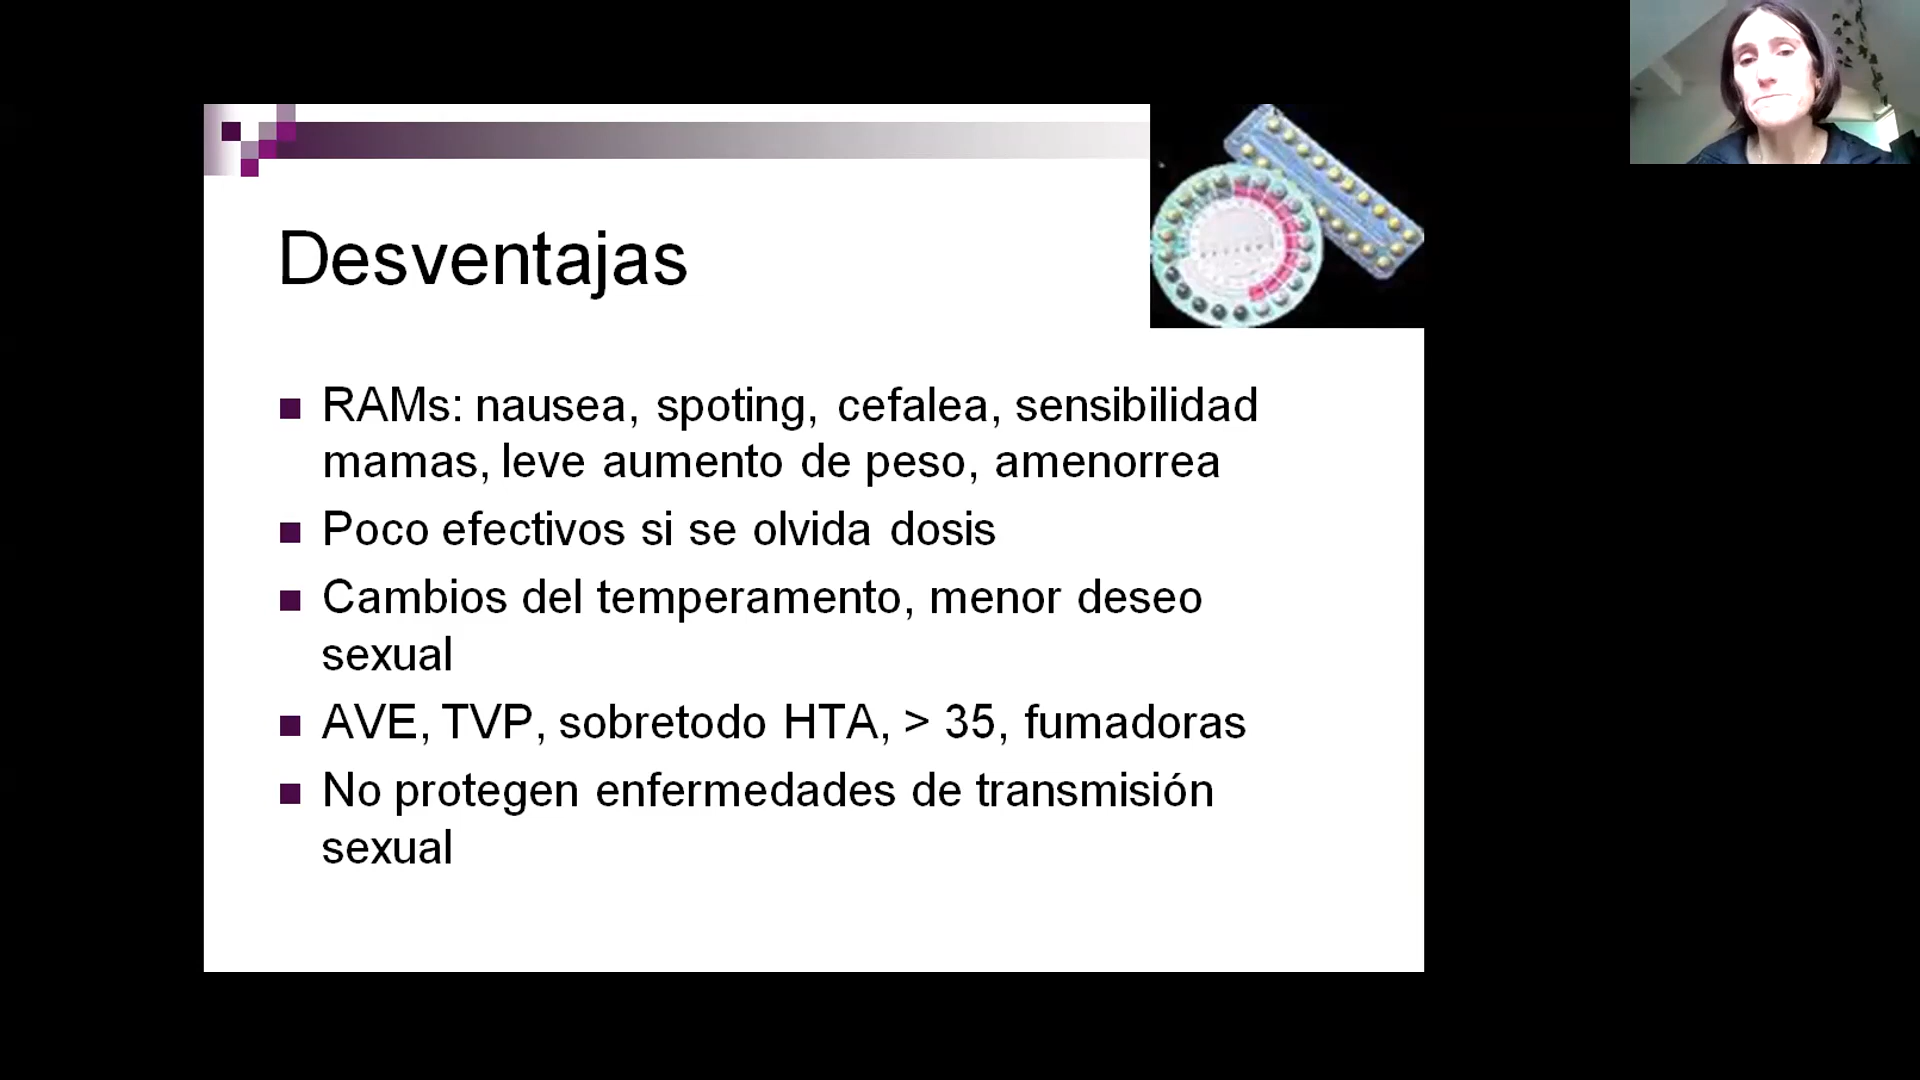 Desventajas
RAMs: nausea, spoting, cefalea, sensibilidad
mamas, leve aumento de peso, amenorrea
Poco efectivos si se olvida dosis
Cambios del temperamento, menor deseo
sexual
AVE, TVP, sobretodo HTA, > 35, fumadoras
No protegen enfermedades de transmisión
sexual